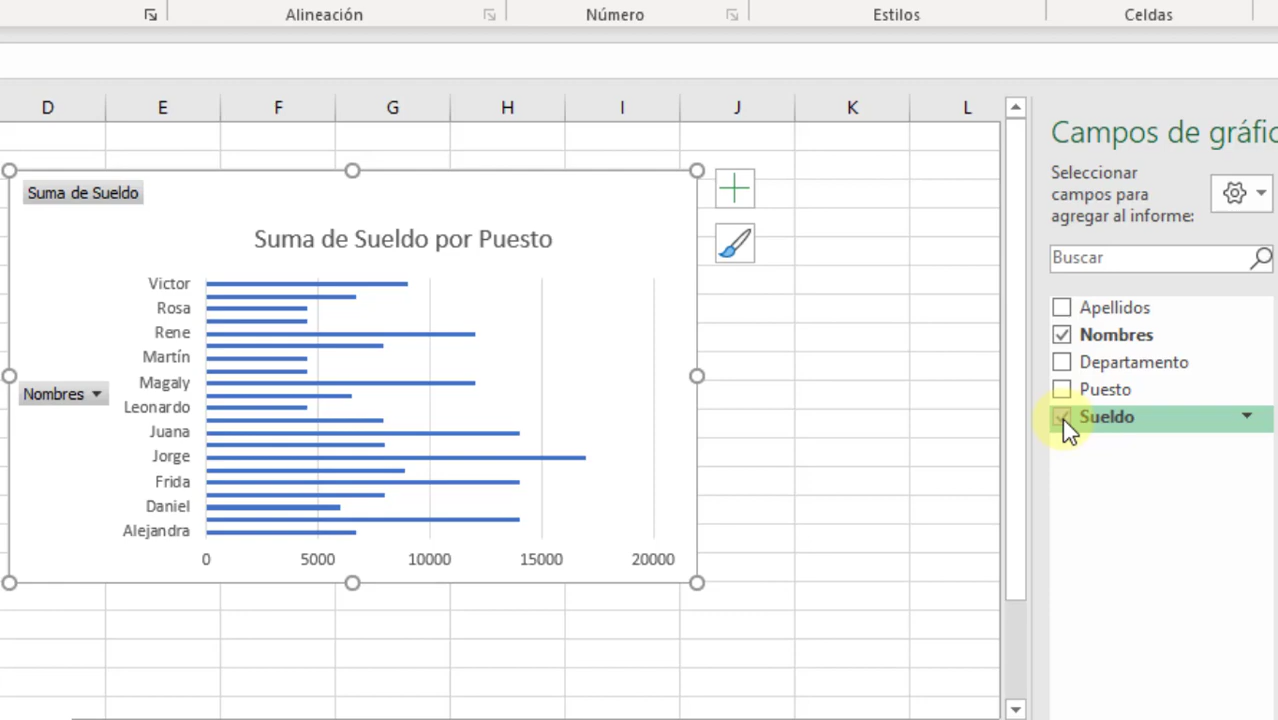 Alineación
Número
Estilos
Celdas
D E F G H I J K L
Campos de gráfic
Seleccionar
campos para
agregar al informe:
Buscar
Apellidos
Nombres
Departamento
Puesto
Sueldo
Suma de Sueldo
Suma de Sueldo por Puesto
Nombres
Victor
Rosa
Rene
Martín
Magaly
Leonardo
Juana
Jorge
Frida
Daniel
Alejandra
0 5000 10000 15000 20000